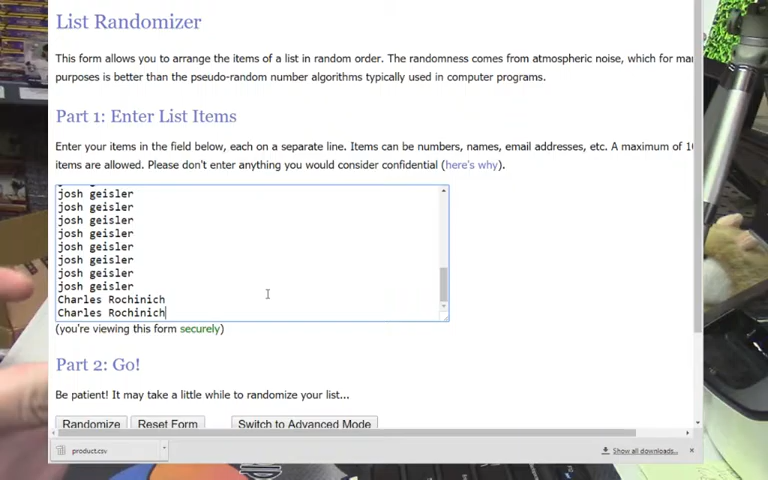 List Randomizer
This form allows you to arrange the items of a list in random order. The randomness comes from atmospheric noise, which for
purposes is better than the pseudo-random number algorithms typically used in computer programs.
Part 1: Enter List Items
Enter your items in the field below, each on a separate line. Items can be numbers, names, email addresses, etc. A maximum of
items are allowed. Please don't enter anything you would consider confidential (here's why).
josh geisler
josh geisler
josh geisler
josh geisler
josh geisler
josh geisler
josh geisler
josh geisler
Charles Rochinich
Charles Rochinich
(you're viewing this form securely)
Part 2: Go!
Be patient! It may take a little while to randomize your list...
Randomize Reset Form Switch to Advanced Mode
product.csv Show all downloads...